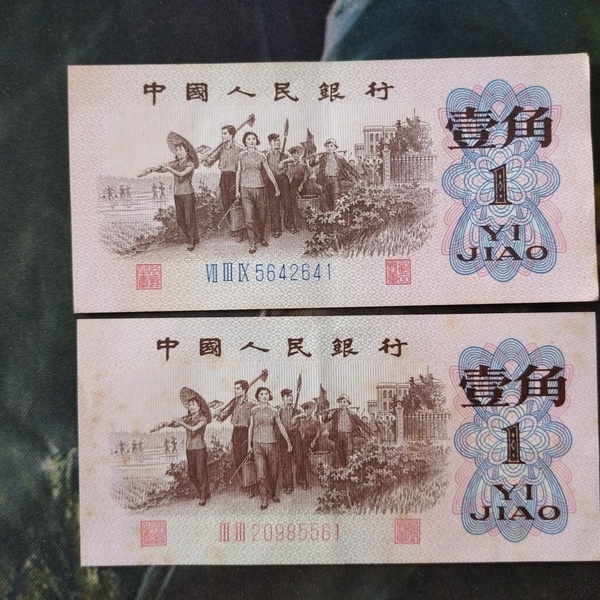 中國人民銀行
壹角
1
YI
JIAO
Ⅶ Ⅲ Ⅸ 5642641
中國人民銀行
壹角
1
YI
JIAO
Ⅲ Ⅲ 20985561